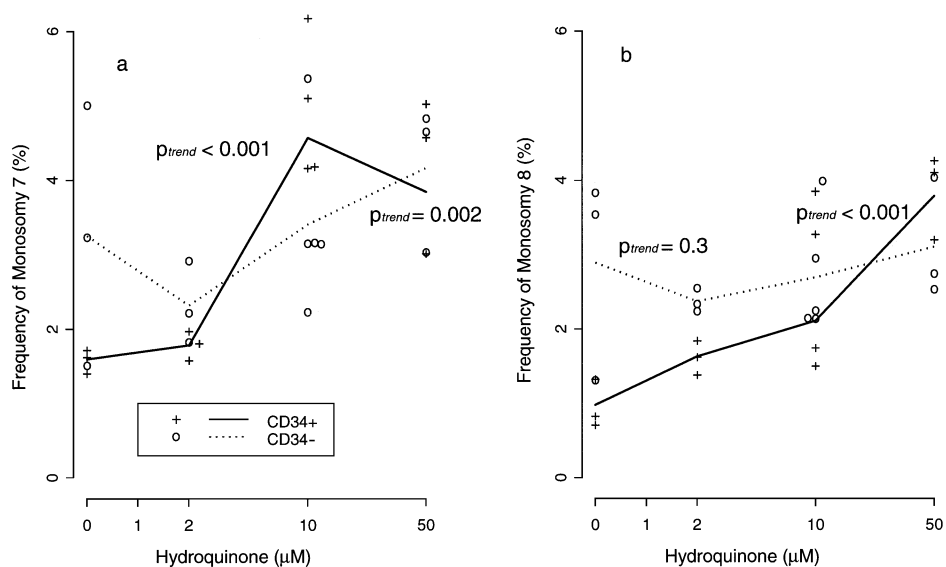 6
4
2
0
Frequency of Monosomy 7 (%)
a
ptrend < 0.001
ptrend = 0.002
+ CD34+
o CD34−
0 1 2 10 50
Hydroquinone (μM)
6
4
2
0
Frequency of Monosomy 8 (%)
b
ptrend < 0.001
ptrend = 0.3
0 1 2 10 50
Hydroquinone (μM)